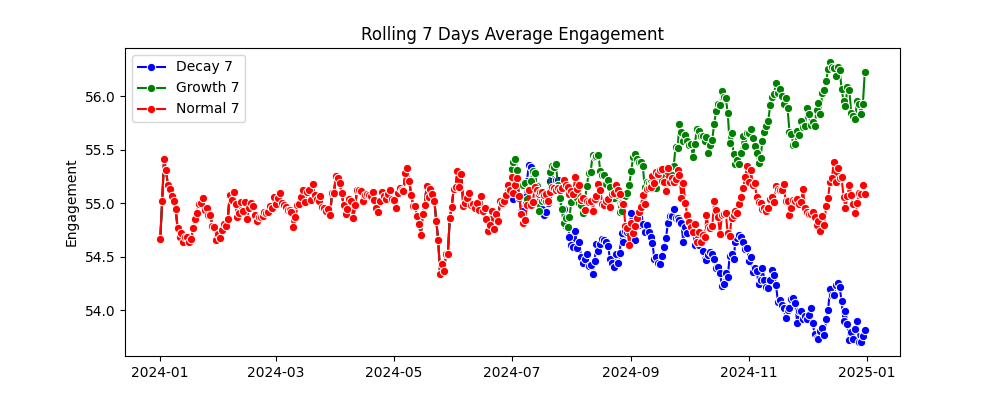 Rolling 7 Days Average Engagement
Decay 7
Growth 7
Normal 7
Engagement
56.0
55.5
55.0
54.5
54.0
2024-01
2024-03
2024-05
2024-07
2024-09
2024-11
2025-01